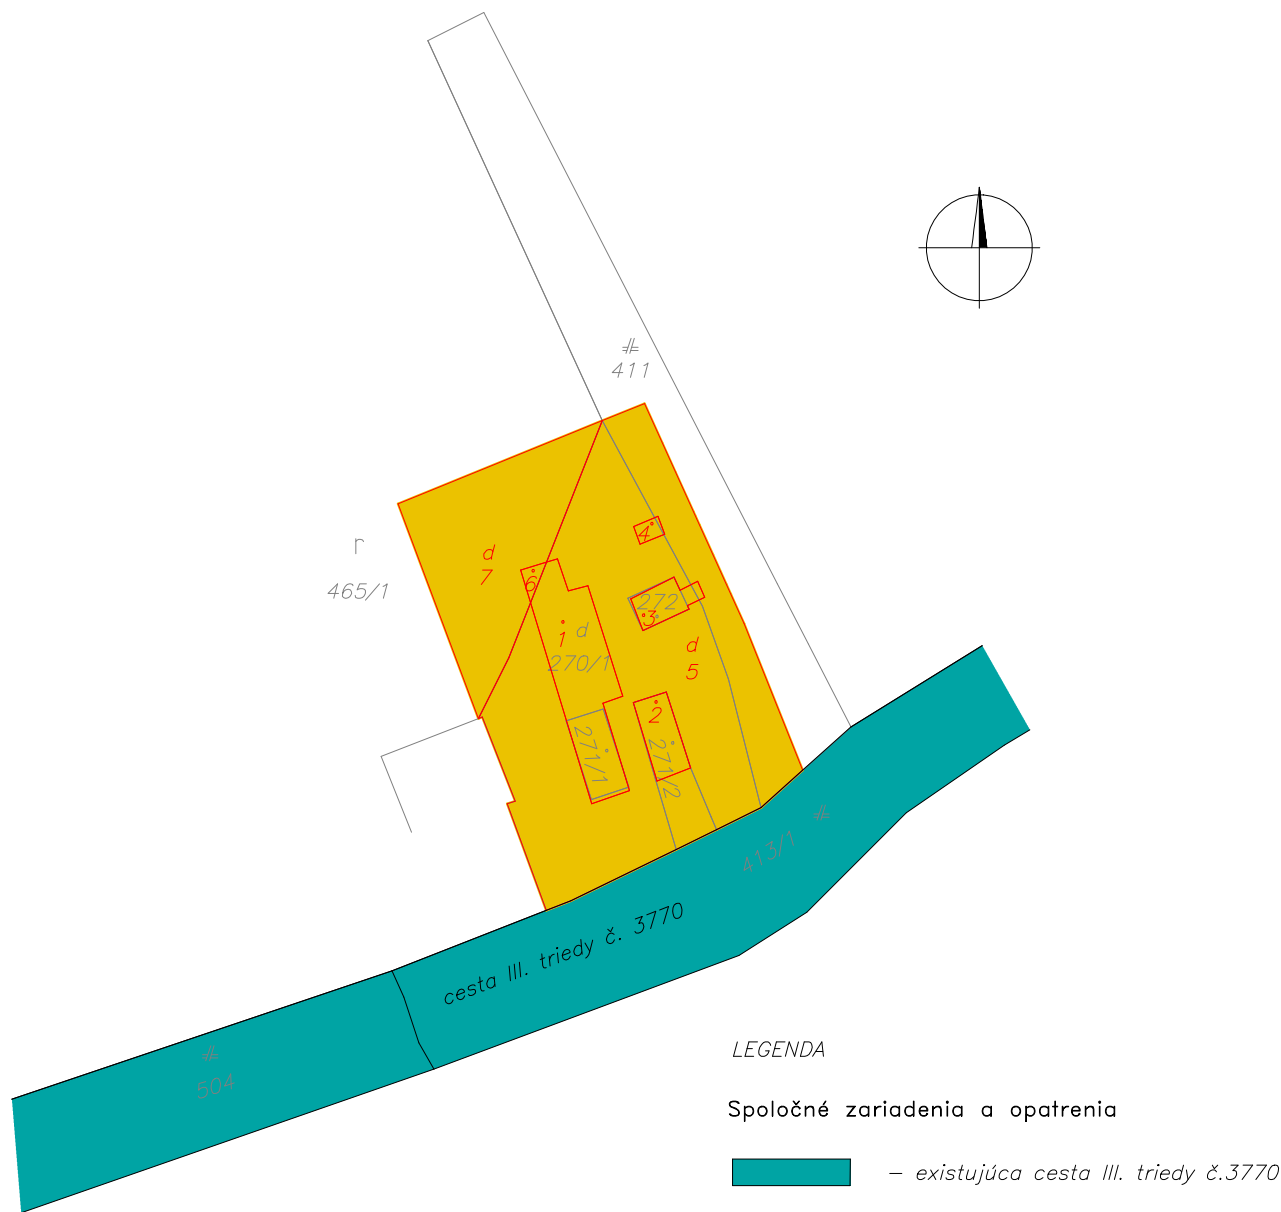 411
465/1
d
7
4
6
272
3
1
d
270/1
d
5
2
271/1
271/2
413/1
cesta III. triedy č. 3770
504
LEGENDA
Spoločné zariadenia a opatrenia
– existujúca cesta III. triedy č.3770